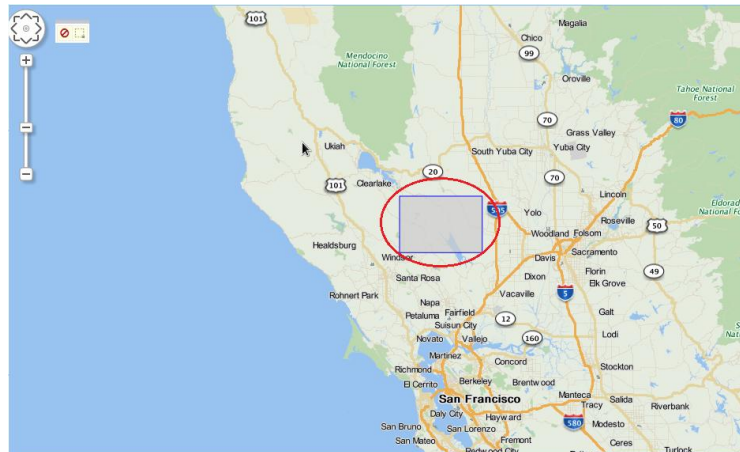 101
Magalia
Chico
99
Mendocino
National Forest
Oroville
Tahoe National
Forest
70
80
Grass Valley
Ukiah
South Yuba City
Yuba City
20
70
101
Clearlake
Lincoln
505
Yolo
Eldorado
National Fo
Roseville
50
Healdsburg
Woodland
Folsom
Windsor
Davis
Sacramento
Santa Rosa
Dixon
Florin
49
Elk Grove
Rohnert Park
Vacaville
5
Napa
Petaluma
Fairfield
12
Galt
Suisun City
Novato
Vallejo
160
Lodi
Martinez
Concord
Richmond
Stockton
El Cerrito
Berkeley
Brentwood
San Francisco
Manteca
Tracy
Salida
Riverbank
Daly City
Hayward
580
Modesto
San Bruno
San Lorenzo
San Mateo
Fremont
Ceres
Redwood City
Turlock